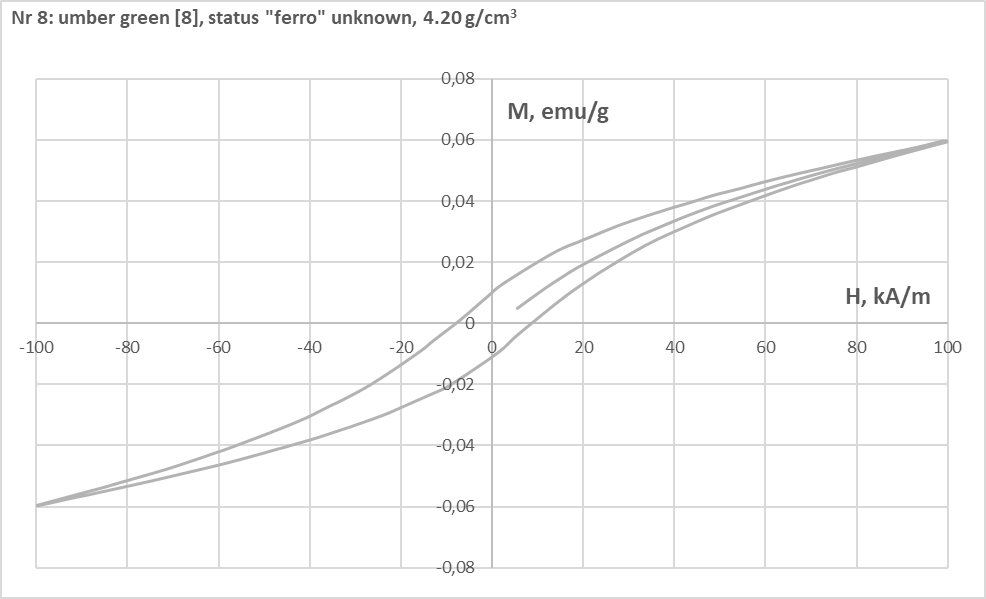 Nr 8: umber green [8], status "ferro" unknown, 4.20 g/cm³
0,08
M, emu/g
0,06
0,04
0,02
H, kA/m
0
-100 -80 -60 -40 -20 0 20 40 60 80 100
-0,02
-0,04
-0,06
-0,08